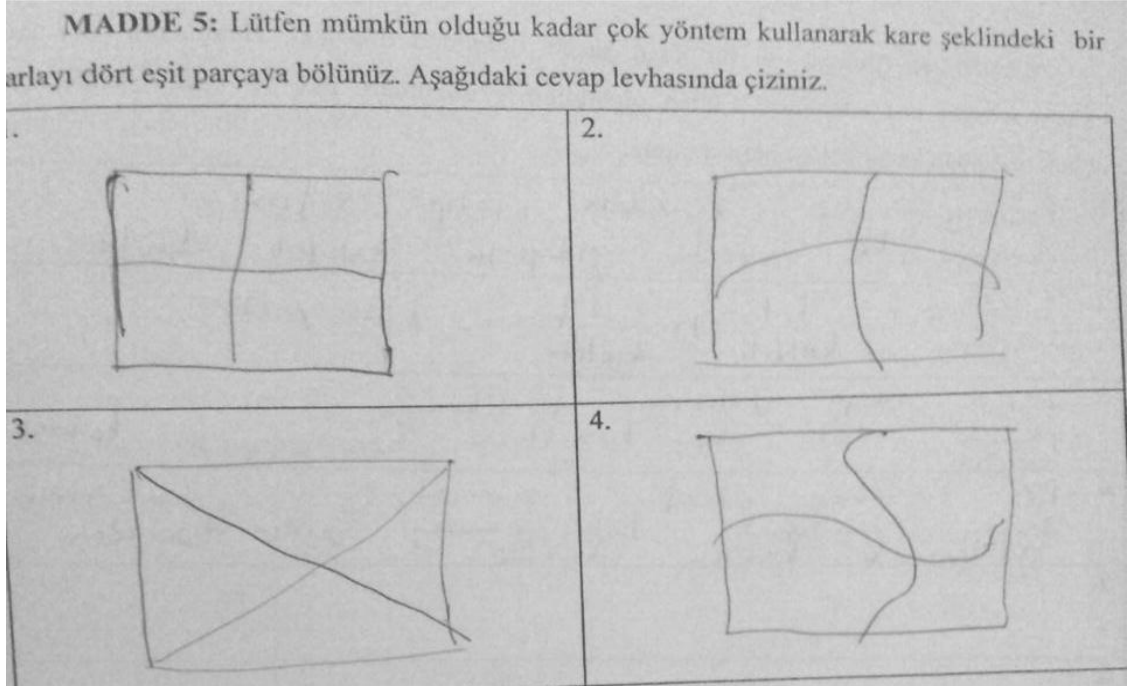 MADDE 5: Lütfen mümkün olduğu kadar çok yöntem kullanarak kare şeklindeki bir
arlayı dört eşit parçaya bölünüz. Aşağıdaki cevap levhasında çiziniz.
.
2.
3.
4.